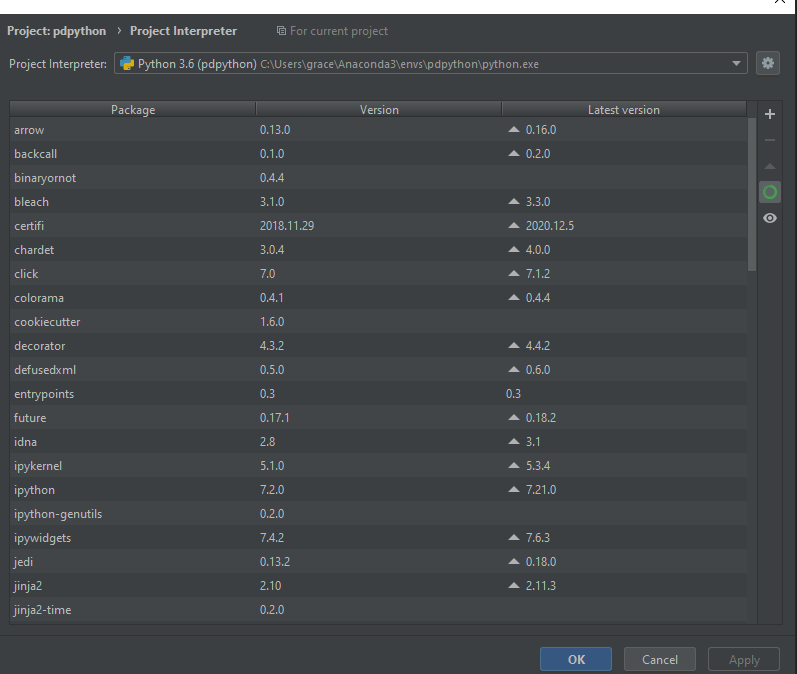 Project: pdpython › Project Interpreter For current project
Project Interpreter: Python 3.6 (pdpython) C:\Users\grace\Anaconda3\envs\pdpython\python.exe
Package Version Latest version
arrow 0.13.0 0.16.0
backcall 0.1.0 0.2.0
binaryornot 0.4.4
bleach 3.1.0 3.3.0
certifi 2018.11.29 2020.12.5
chardet 3.0.4 4.0.0
click 7.0 7.1.2
colorama 0.4.1 0.4.4
cookiecutter 1.6.0
decorator 4.3.2 4.4.2
defusedxml 0.5.0 0.6.0
entrypoints 0.3 0.3
future 0.17.1 0.18.2
idna 2.8 3.1
ipykernel 5.1.0 5.3.4
ipython 7.2.0 7.21.0
ipython-genutils 0.2.0
ipywidgets 7.4.2 7.6.3
jedi 0.13.2 0.18.0
jinja2 2.10 2.11.3
jinja2-time 0.2.0
OK Cancel Apply